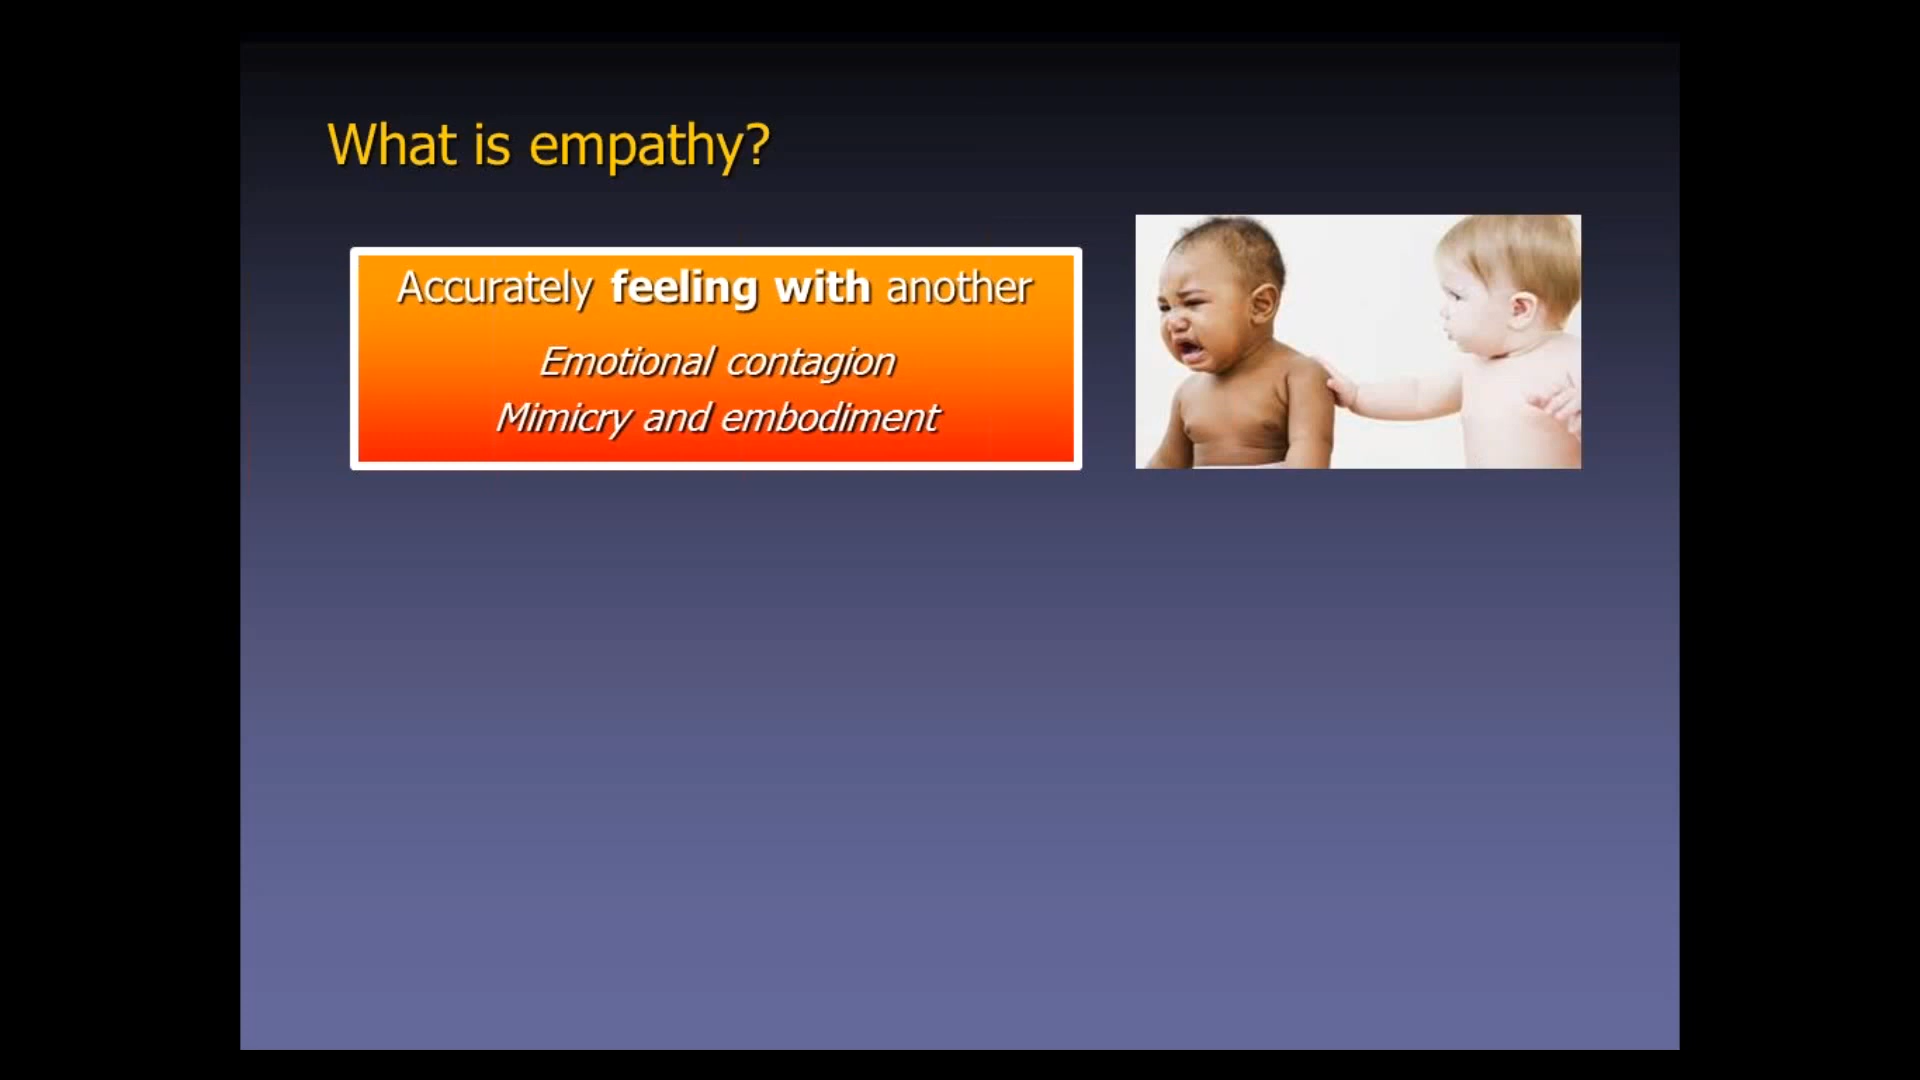 What is empathy?
Accurately feeling with another
Emotional contagion
Mimicry and embodiment